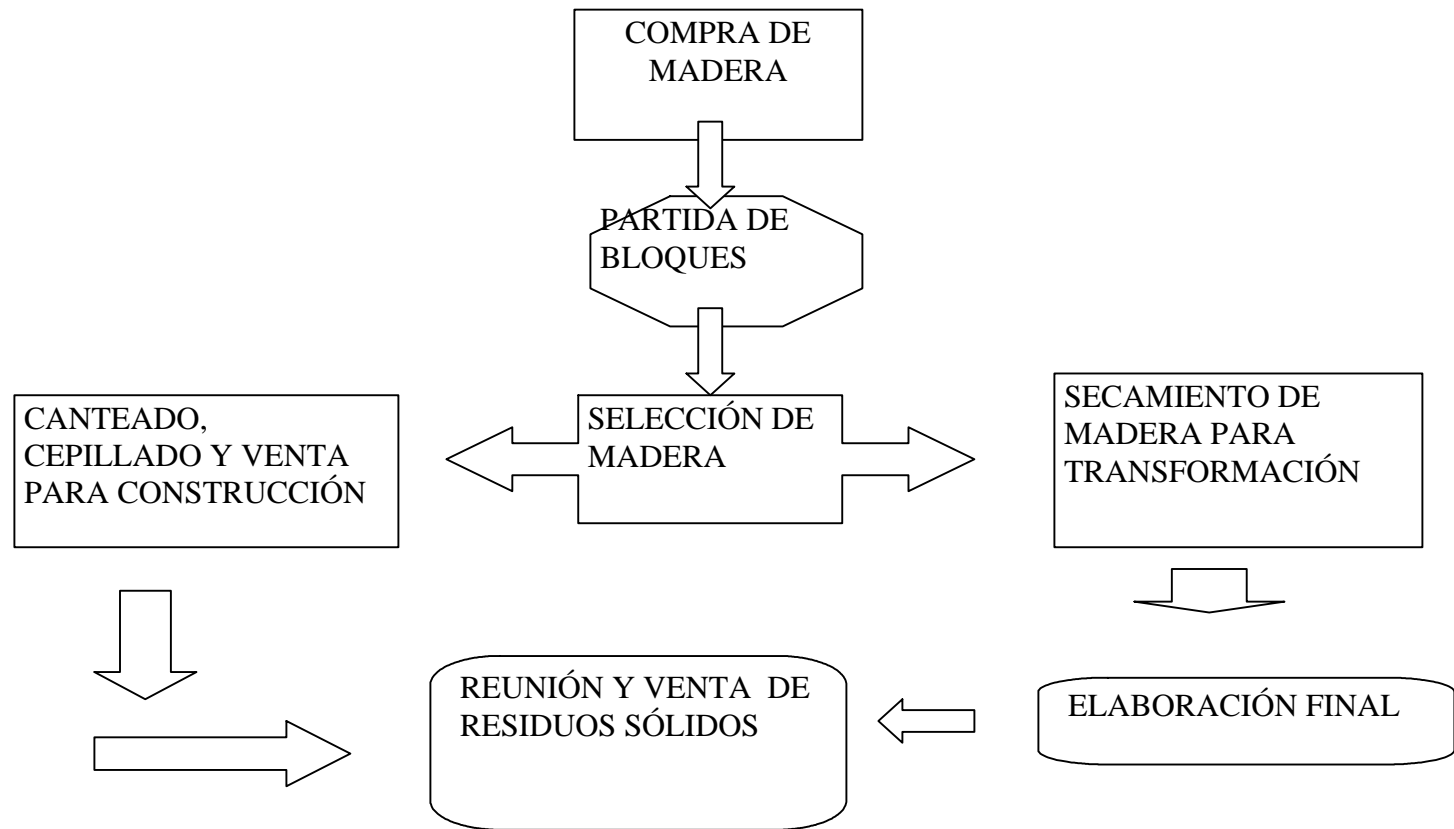 COMPRA DE
MADERA
PARTIDA DE
BLOQUES
CANTEADO,
CEPILLADO Y VENTA
PARA CONSTRUCCIÓN
SELECCIÓN DE
MADERA
SECAMIENTO DE
MADERA PARA
TRANSFORMACIÓN
REUNIÓN Y VENTA DE
RESIDUOS SÓLIDOS
ELABORACIÓN FINAL